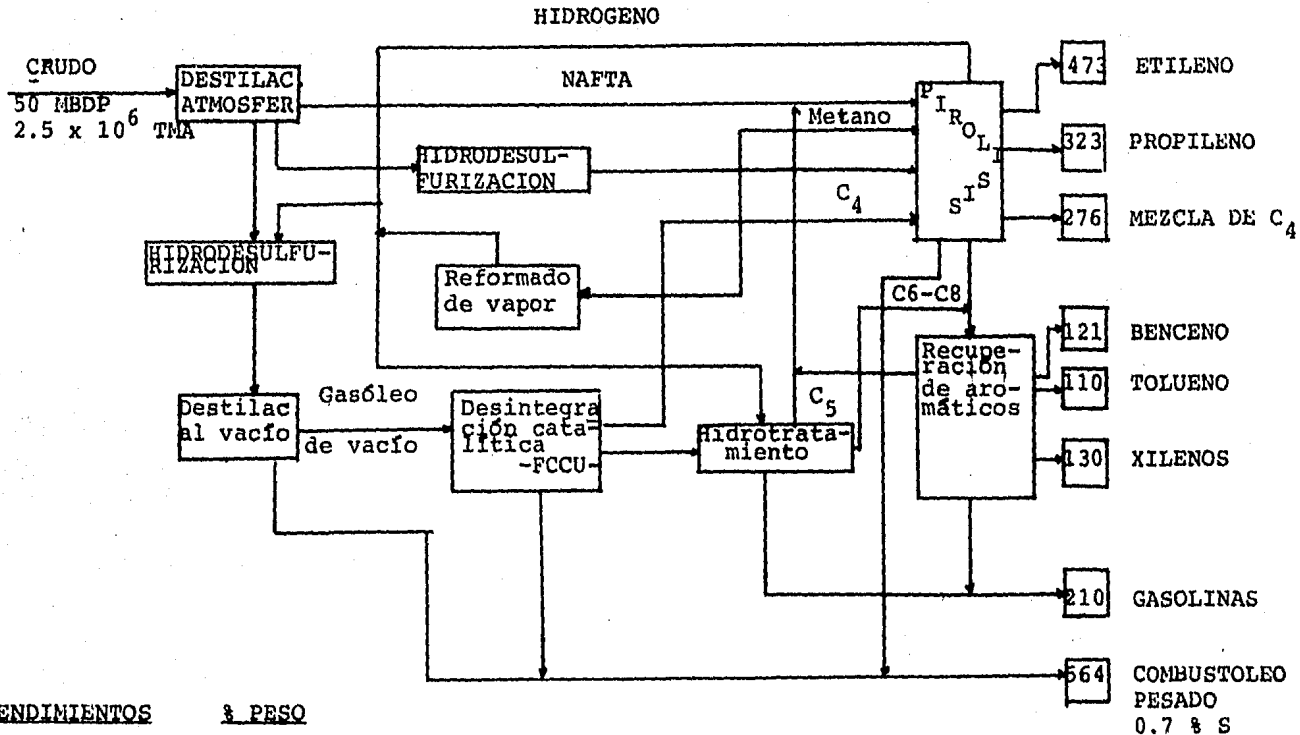 HIDROGENO
CRUDO
50 MBDP
2.5 x 10⁶ TMA
DESTILAC
ATMOSFER
NAFTA
Metano
PIROLISIS
473 ETILENO
323 PROPILENO
276 MEZCLA DE C₄
HIDRODESUL-
FURIZACION
C₄
HIDRODESULFU-
RIZACIÓN
Reformado
de vapor
C6-C8
121 BENCENO
110 TOLUENO
130 XILENOS
Recupe-
ración
de aro-
máticos
Destilac
al vacío
Gasóleo
de vacío
Desintegra
ción cata-
lítica
-FCCU-
C₅
Hidrotrata-
miento
210 GASOLINAS
564 COMBUSTOLEO
PESADO
0.7 % S
ENDIMIENTOS % PESO